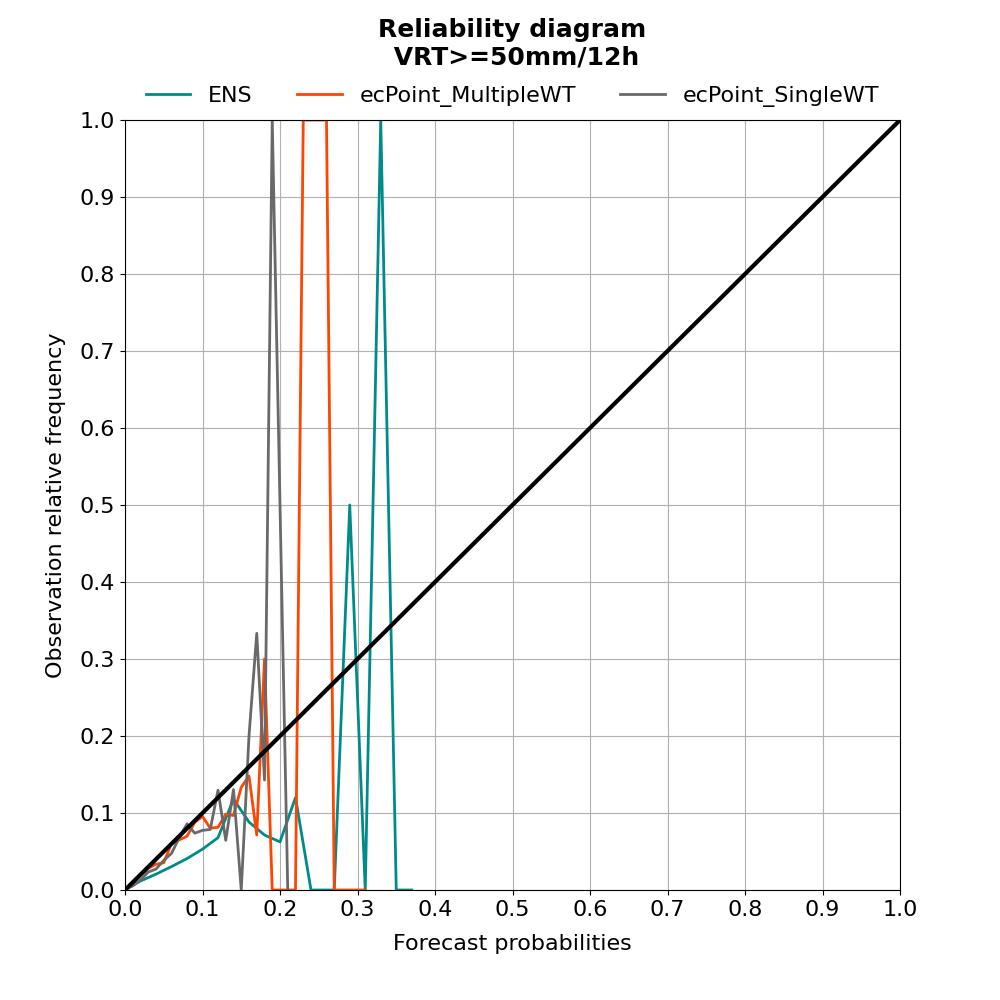 Reliability diagram
VRT>=50mm/12h
ENS ecPoint_MultipleWT ecPoint_SingleWT
1.0
0.9
0.8
0.7
0.6
0.5
0.4
0.3
0.2
0.1
0.0
Observation relative frequency
0.0 0.1 0.2 0.3 0.4 0.5 0.6 0.7 0.8 0.9 1.0
Forecast probabilities